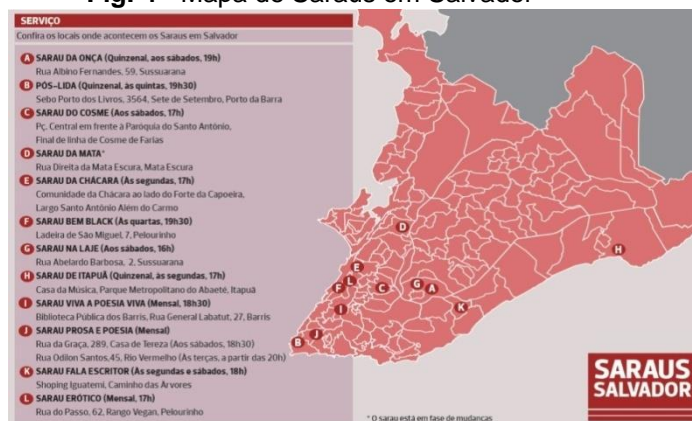 Fig. 4 - Mapa de Saraus em Salvador
SERVIÇO
Confira os locais onde acontecem os Saraus em Salvador
A SARAU DA ONÇA (Quinzenal, aos sábados, 19h)
Rua Albino Fernandes, 59, Sussuarana
B PÓS-LIDA (Quinzenal, às quintas, 19h30)
Sebo Porto dos Livros, 3564, Sete de Setembro, Porto da Barra
C SARAU DO COSME (Aos sábados, 17h)
Pç. Central em frente à Paróquia do Santo Antônio,
Final de linha de Cosme de Farias
D SARAU DA MATA*
Rua Direita da Mata Escura, Mata Escura
E SARAU DA CHÁCARA (Às segundas, 17h)
Comunidade da Chácara ao lado do Forte da Capoeira,
Largo Santo Antônio Além do Carmo
F SARAU BEM BLACK (Às quartas, 19h30)
Ladeira de São Miguel, 7, Pelourinho
G SARAU NA LAJE (Aos sábados, 16h)
Rua Abelardo Barbosa, 2, Sussuarana
H SARAU DE ITAPUÃ (Quinzenal, às segundas, 17h)
Casa da Música, Parque Metropolitano do Abaeté, Itapuã
I SARAU VIVA A POESIA VIVA (Mensal, 18h30)
Biblioteca Pública dos Barris, Rua General Labatut, 27, Barris
J SARAU PROSA E POESIA (Mensal)
Rua da Graça, 289, Casa de Tereza (Aos sábados, 18h30)
Rua Odilon Santos,45, Rio Vermelho (Às terças, a partir das 20h)
K SARAU FALA ESCRITOR (Às segundas e sábados, 18h)
Shoping Iguatemi, Caminho das Árvores
L SARAU ERÓTICO (Mensal, 17h)
Rua do Passo, 62, Rango Vegan, Pelourinho
D
H
E
F
L
C
G
A
I
K
J
B
SARAUS
SALVADOR
* O sarau está em fase de mudanças